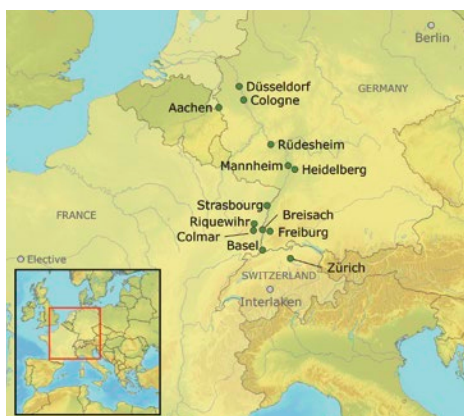 Berlin
Düsseldorf
Cologne
GERMANY
Aachen
Rüdesheim
Mannheim
Heidelberg
Strasbourg
FRANCE
Riquewihr
Breisach
Colmar
Freiburg
Basel
Elective
Zürich
SWITZERLAND
Interlaken